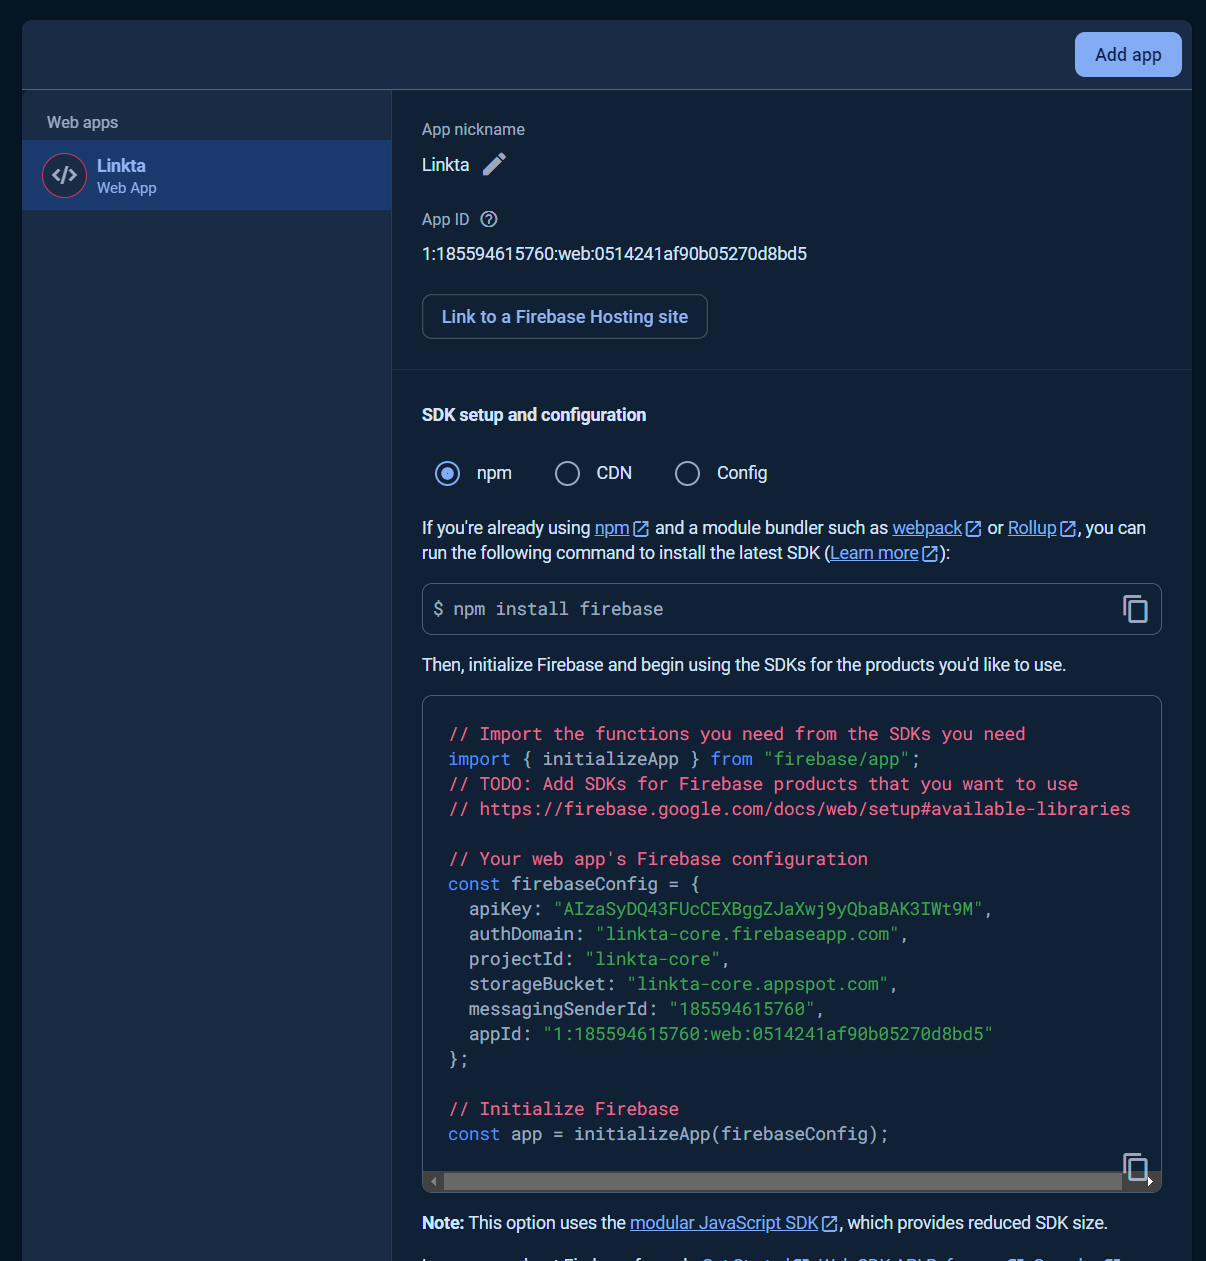 Add app
Web apps
Linkta
Web App
App nickname
Linkta
App ID
1:185594615760:web:0514241af90b05270d8bd5
Link to a Firebase Hosting site
SDK setup and configuration
npm
CDN
Config
If you're already using npm and a module bundler such as webpack or Rollup, you can
run the following command to install the latest SDK (Learn more):
$ npm install firebase
Then, initialize Firebase and begin using the SDKs for the products you'd like to use.
// Import the functions you need from the SDKs you need
import { initializeApp } from "firebase/app";
// TODO: Add SDKs for Firebase products that you want to use
// https://firebase.google.com/docs/web/setup#available-libraries
// Your web app's Firebase configuration
const firebaseConfig = {
apiKey: "AIzaSyDQ43FUcCEXBggZJaXwj9yQbaBAK3IWt9M",
authDomain: "linkta-core.firebaseapp.com",
projectId: "linkta-core",
storageBucket: "linkta-core.appspot.com",
messagingSenderId: "185594615760",
appId: "1:185594615760:web:0514241af90b05270d8bd5"
};
// Initialize Firebase
const app = initializeApp(firebaseConfig);
Note: This option uses the modular JavaScript SDK, which provides reduced SDK size.